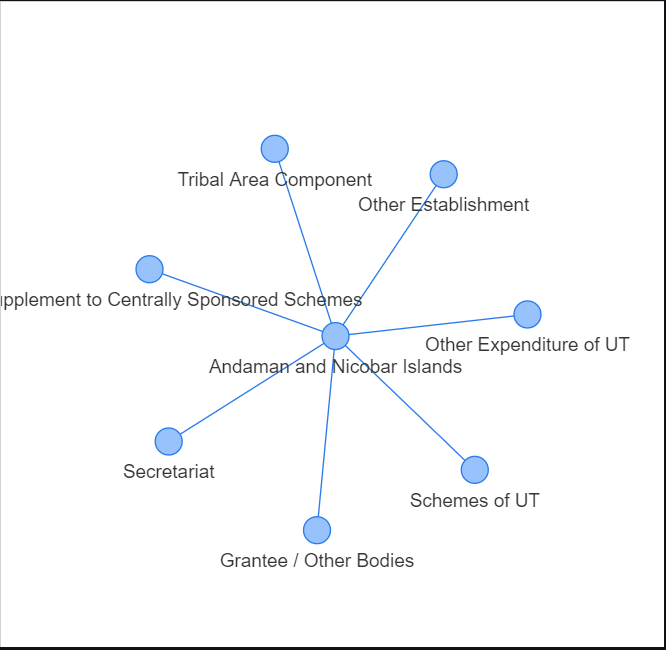 Tribal Area Component
Other Establishment
to Centrally Sponsored Schemes
Other Expenditure of UT
Andaman and Nicobar Islands
Secretariat
Schemes of UT
Grantee / Other Bodies